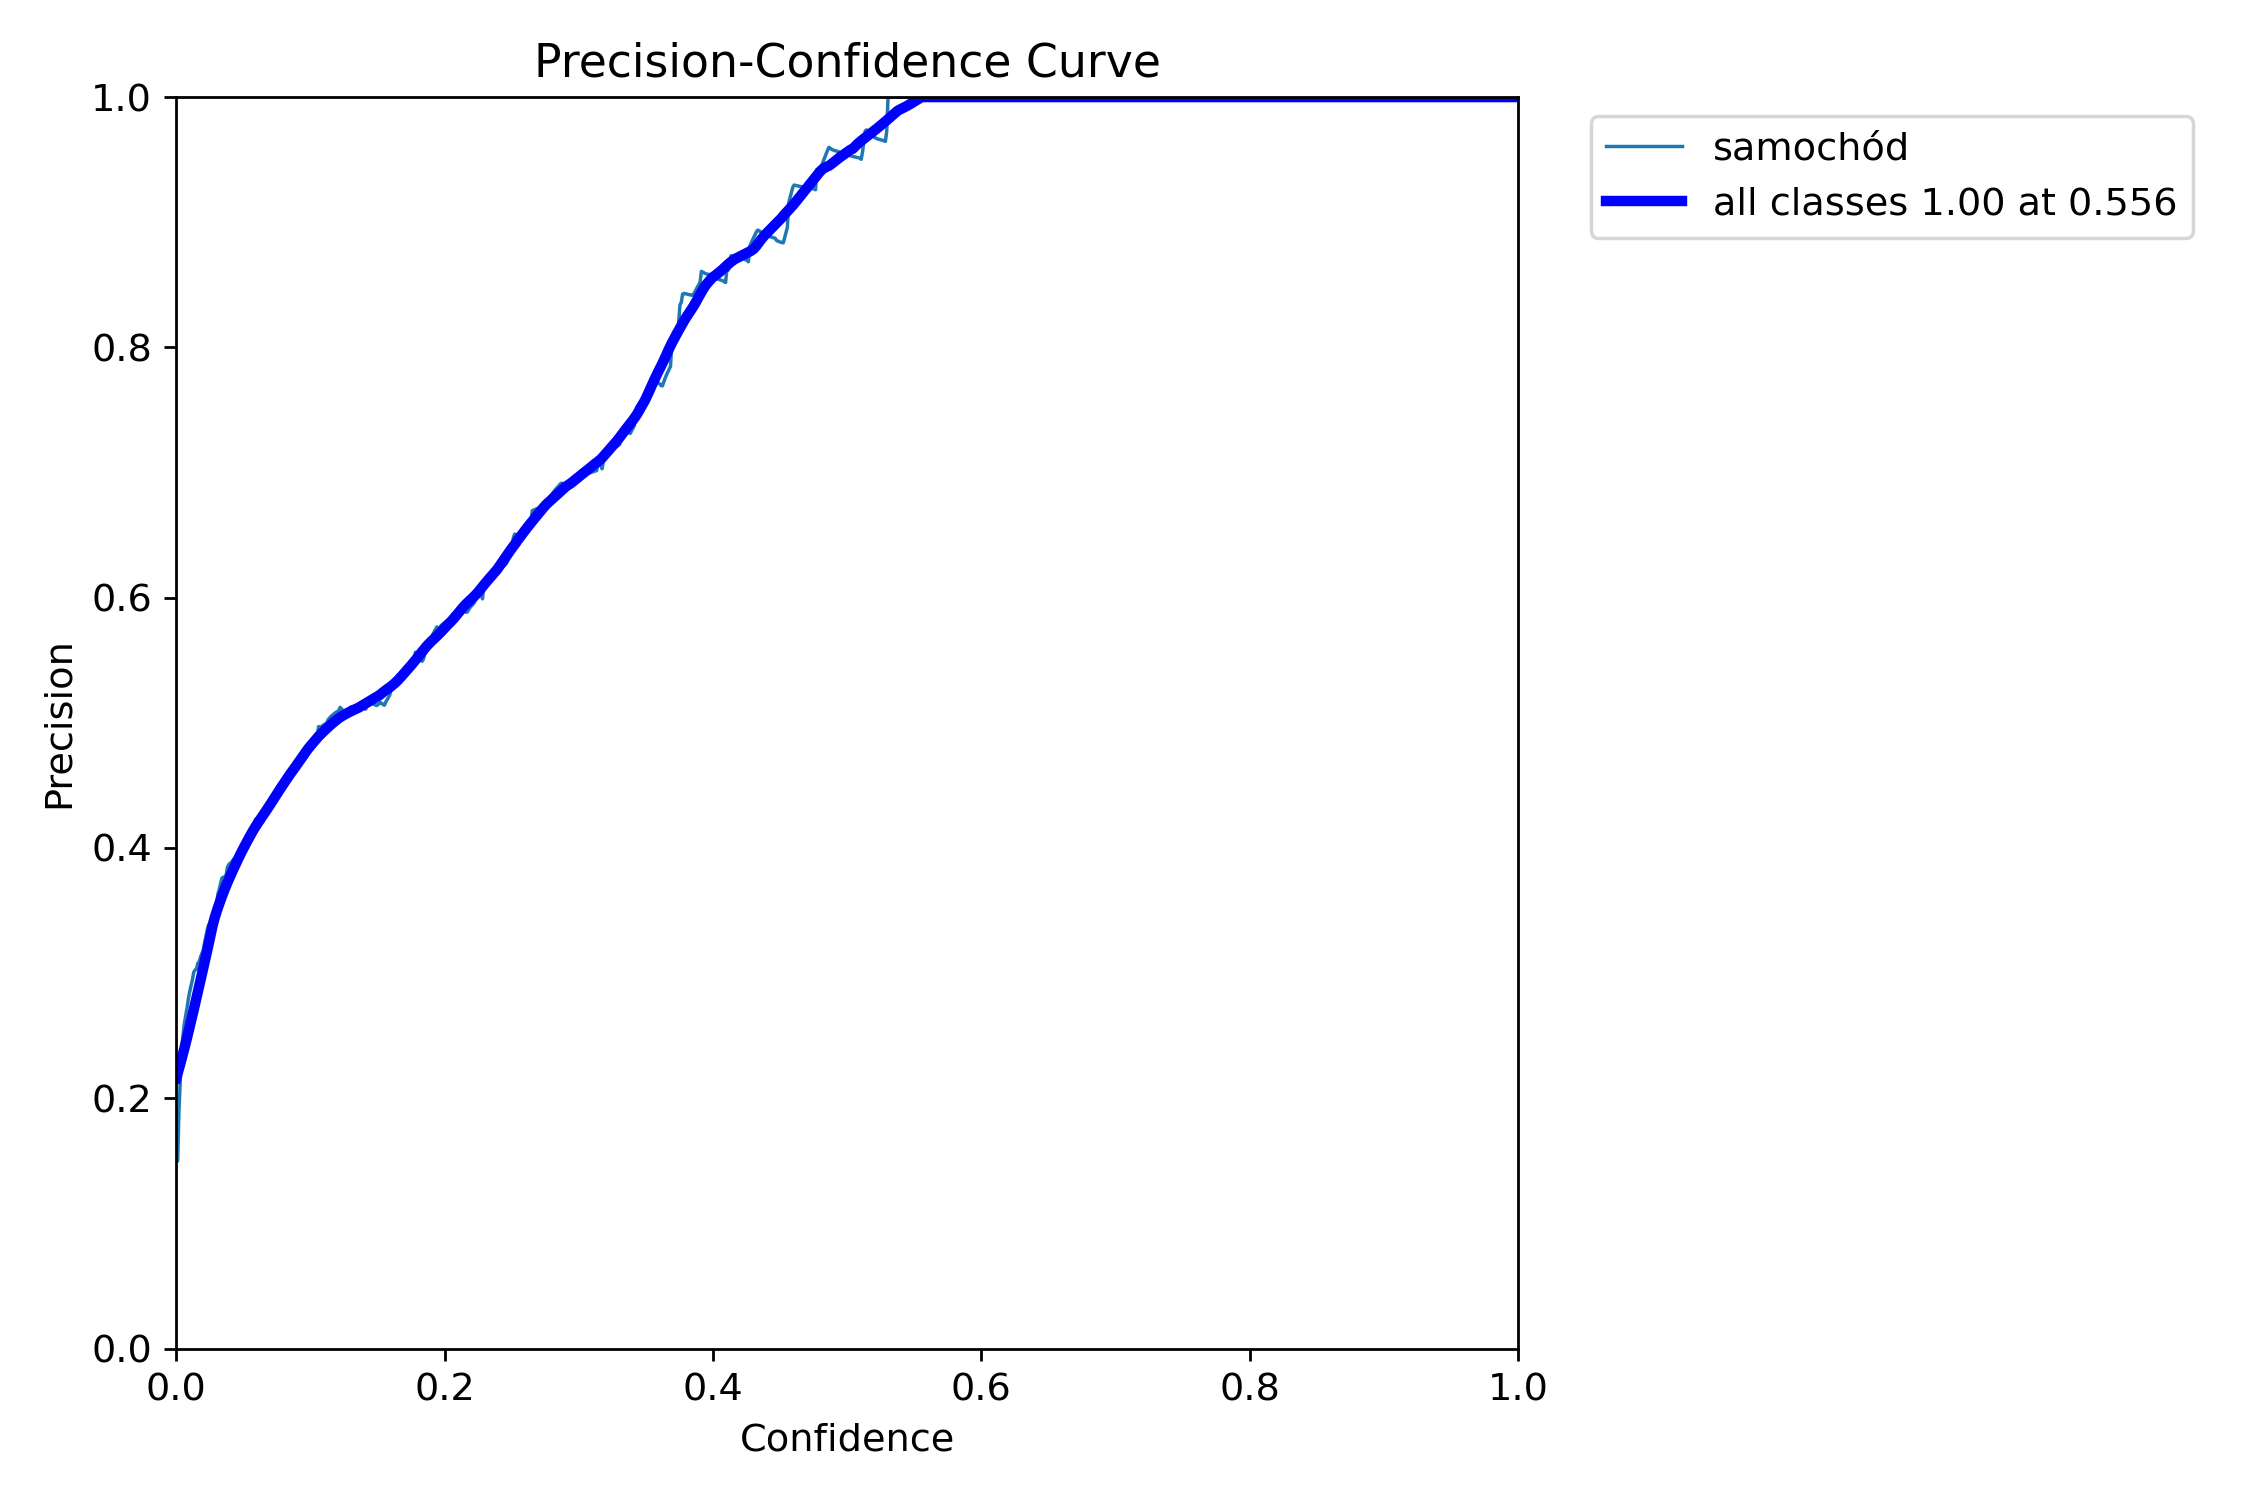 Precision-Confidence Curve
1.0
0.8
0.6
0.4
0.2
0.0
Precision
0.0 0.2 0.4 0.6 0.8 1.0
Confidence
samochód
all classes 1.00 at 0.556